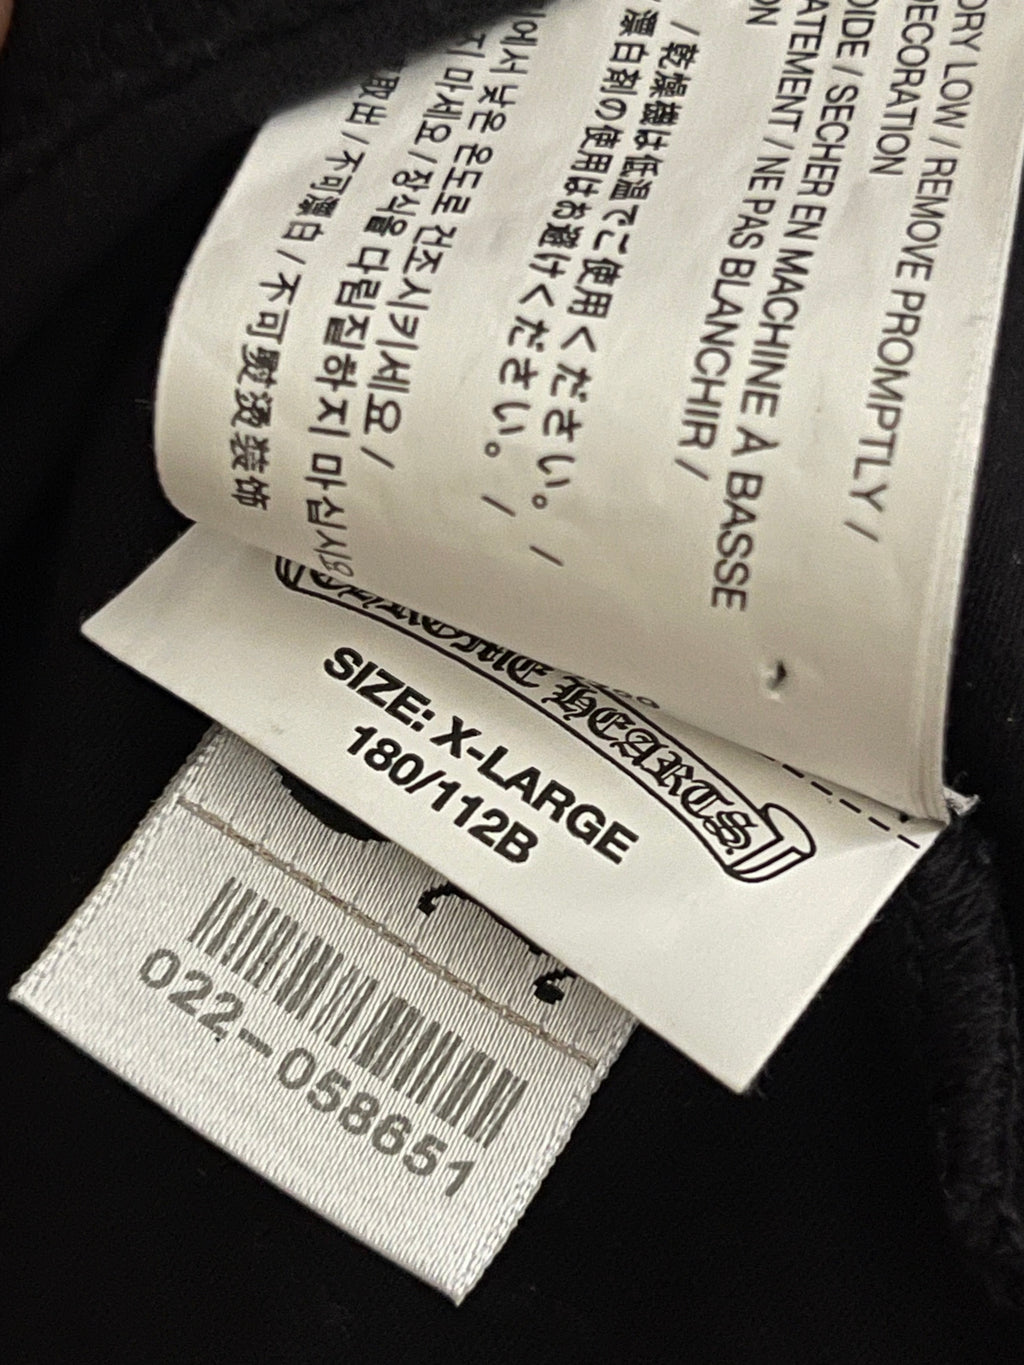 ORY LOW / REMOVE PROMPTLY /
DECORATION
OIDE / SECHER EN MACHINE À BASSE
ATEMENT / NE PAS BLANCHIR /
ON
/ 乾燥機は低温でご使用ください。 /
漂白剤の使用はお避けください。 /
에서 낮은 온도로 건조시키세요 /
지 마세요 / 장식을 다림질하지 마십시오
取出 / 不可漂白 / 不可熨烫装饰
CHROME HEARTS
SIZE: X-LARGE
180/112B
022-058651